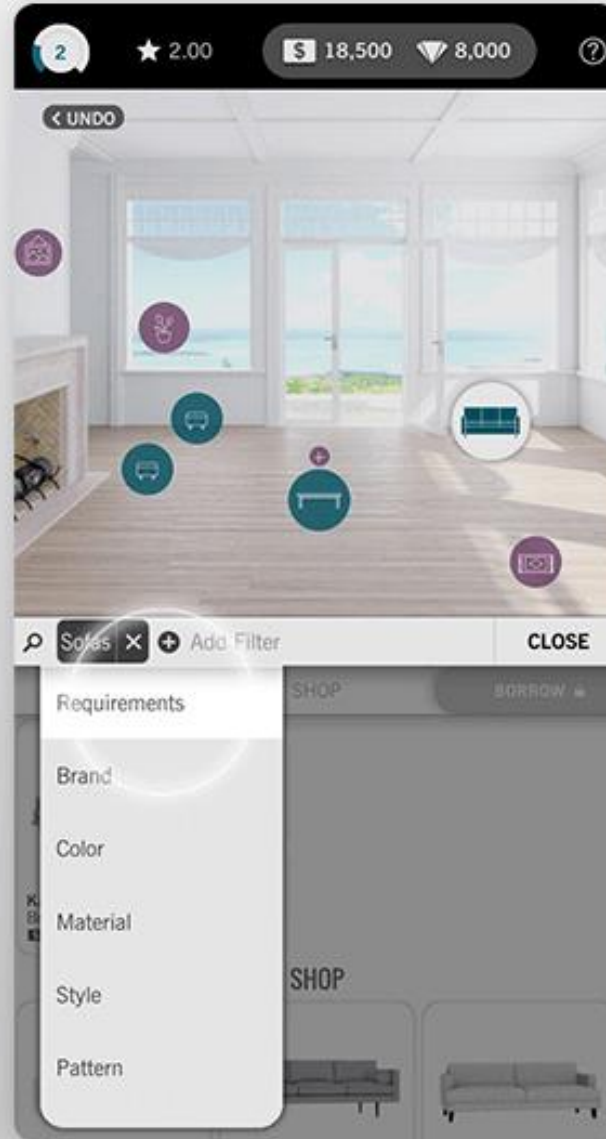 2 2.00 $ 18,500 8,000 ?
< UNDO
Sofas X + Add Filter CLOSE
Requirements SHOP BORROW
Brand
Color
Material
Style
SHOP
Pattern